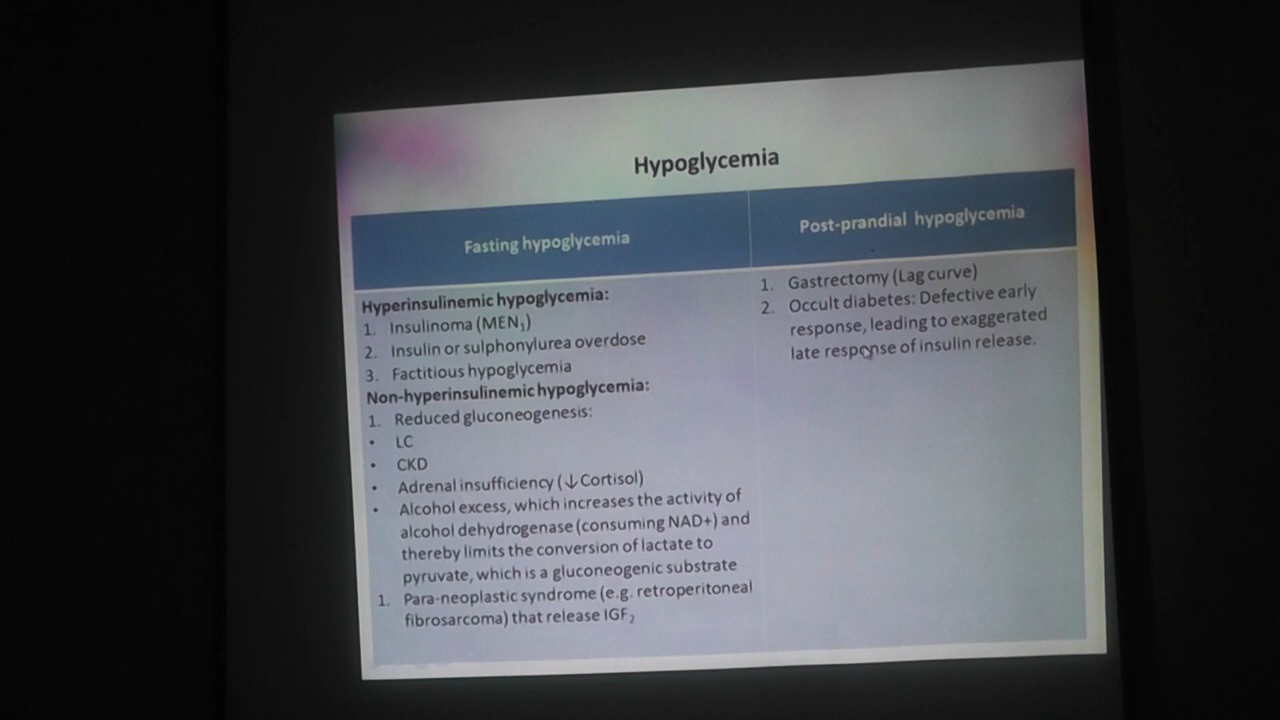 Hypoglycemia
Fasting hypoglycemia
Post-prandial hypoglycemia
Hyperinsulinemic hypoglycemia:
1. Insulinoma (MEN₁)
2. Insulin or sulphonylurea overdose
3. Factitious hypoglycemia
Non-hyperinsulinemic hypoglycemia:
1. Reduced gluconeogenesis:
• LC
• CKD
• Adrenal insufficiency (↓Cortisol)
• Alcohol excess, which increases the activity of
alcohol dehydrogenase (consuming NAD+) and
thereby limits the conversion of lactate to
pyruvate, which is a gluconeogenic substrate
1. Para-neoplastic syndrome (e.g. retroperitoneal
fibrosarcoma) that release IGF₂
1. Gastrectomy (Lag curve)
2. Occult diabetes: Defective early
response, leading to exaggerated
late response of insulin release.